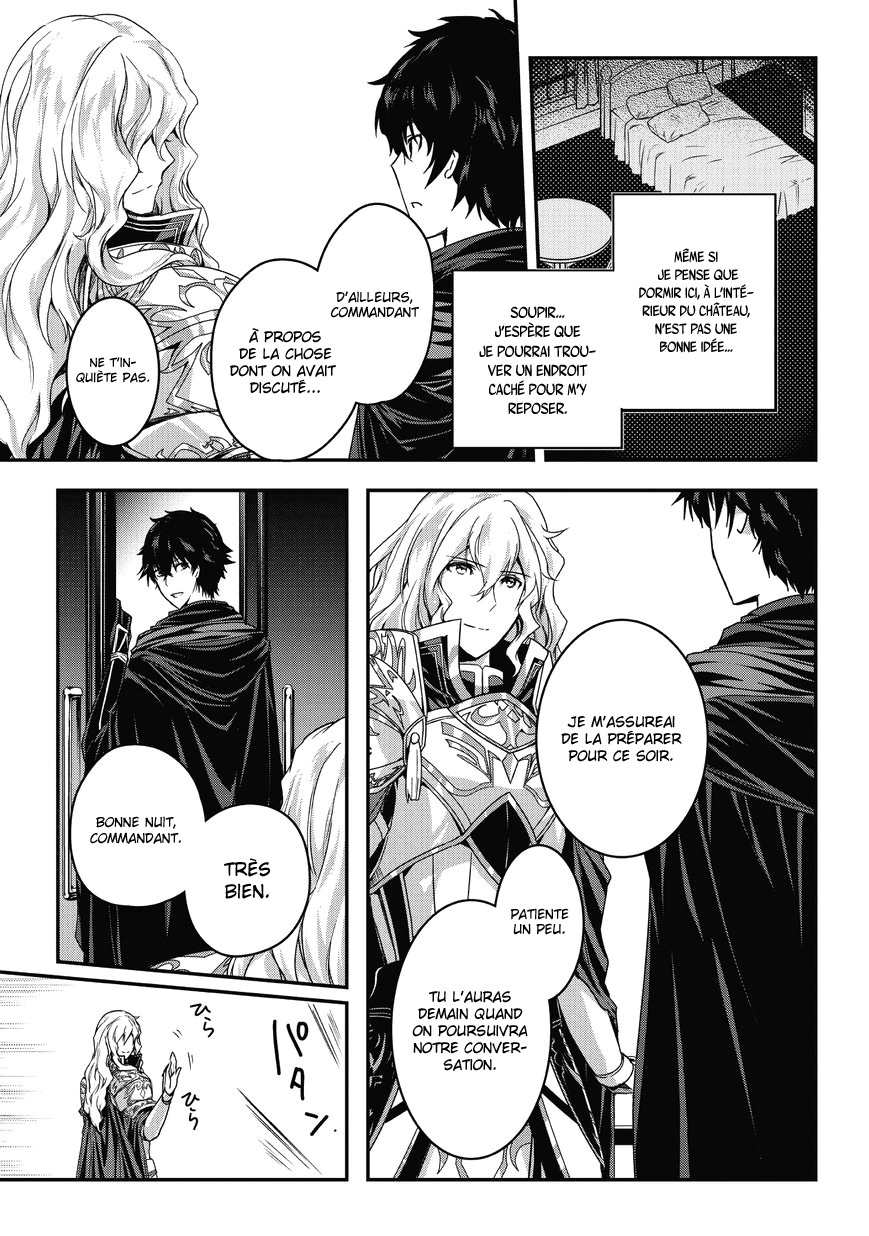 MÊME SI
JE PENSE QUE
DORMIR ICI, À L'INTÉ-
RIEUR DU CHÂTEAU,
N'EST PAS UNE
BONNE IDÉE...
SOUPIR...
J'ESPÈRE QUE
JE POURRAI TROU-
VER UN ENDROIT
CACHÉ POUR M'Y
REPOSER.
D'AILLEURS,
COMMANDANT
À PROPOS
DE LA CHOSE
DONT ON AVAIT
DISCUTÉ...
NE T'IN-
QUIÈTE PAS.
JE M'ASSUREAI
DE LA PRÉPARER
POUR CE SOIR.
PATIENTE
UN PEU.
TU L'AURAS
DEMAIN QUAND
ON POURSUIVRA
NOTRE CONVER-
SATION.
TRÈS
BIEN.
BONNE NUIT,
COMMANDANT.
パタン
ひら
ひら